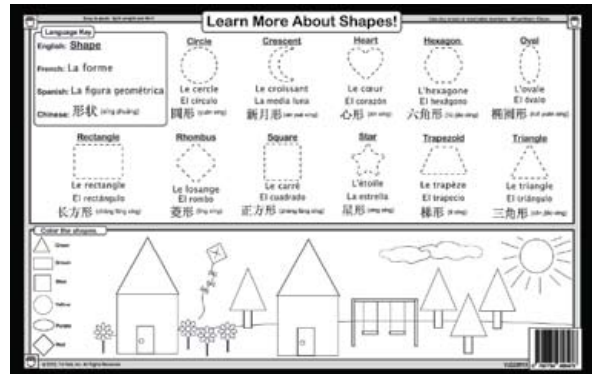 Learn More About Shapes!
Language Key
English: Shape
French: La forme
Spanish: La figura geométrica
Chinese: 形状 (xíng zhuàng)
Circle
Le cercle
El círculo
圓形
Crescent
Le croissant
La media luna
新月形
Heart
Le cœur
El corazón
心形
Hexagon
L'hexagone
El hexágono
六角形
Oval
L'ovale
El óvalo
椭圓形
Rectangle
Le rectangle
El rectángulo
长方形
Rhombus
Le losange
El rombo
菱形
Square
Le carré
El cuadrado
正方形
Star
L'étoile
La estrella
星形
Trapezoid
Le trapèze
El trapecio
梯形
Triangle
Le triangle
El triángulo
三角形
Color the shapes.
Green
Brown
Blue
Yellow
Purple
Red